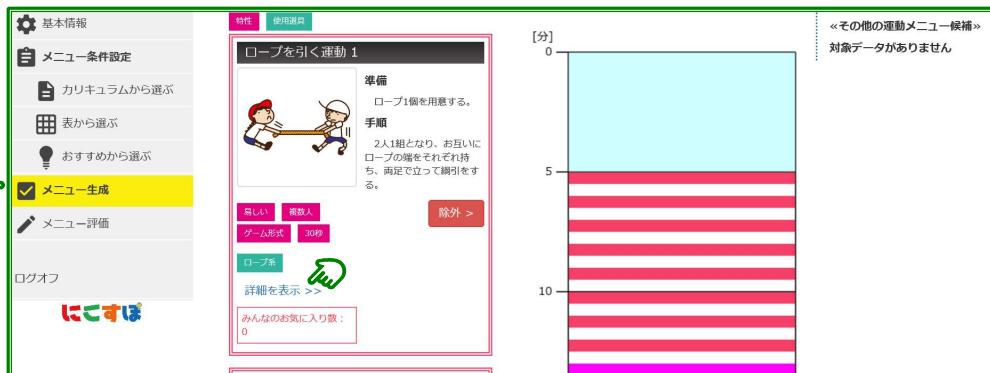 基本情報
メニュー条件設定
カリキュラムから選ぶ
表から選ぶ
おすすめから選ぶ
メニュー生成
メニュー評価
ログオフ
にこすぽ
特性 使用道具
ロープを引く運動 1
準備
ロープ1個を用意する。
手順
2人1組となり、お互いに
ロープの端をそれぞれ持
ち、両足で立って綱引をす
る。
易しい 複数人
ゲーム形式 30秒
除外 >
ロープ系
詳細を表示 >>
みんなのお気に入り数：
0
[分]
0
5
10
≪その他の運動メニュー候補≫
対象データがありません